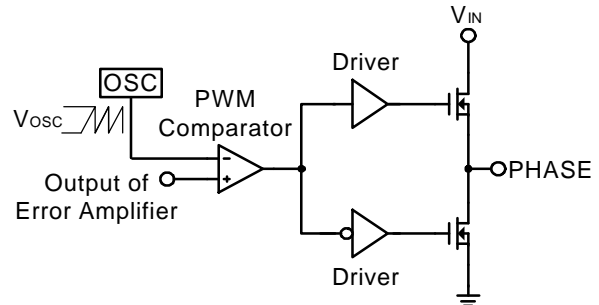 VIN
Driver
OSC
PWM
Comparator
VOSC
-
+
Output of
Error Amplifier
PHASE
Driver